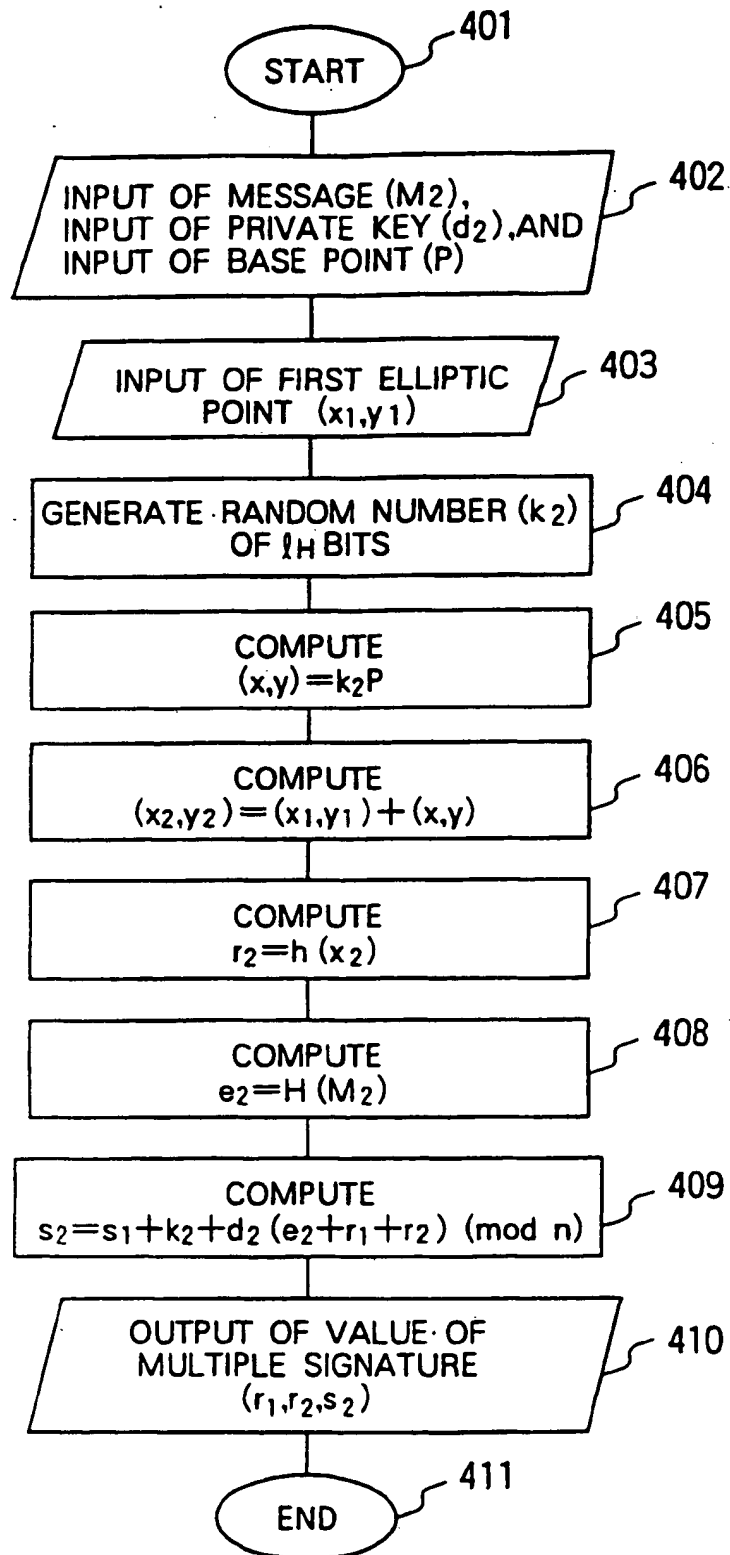 401
START
402
INPUT OF MESSAGE (M2),
INPUT OF PRIVATE KEY (d2), AND
INPUT OF BASE POINT (P)
403
INPUT OF FIRST ELLIPTIC
POINT (x1,y1)
404
GENERATE RANDOM NUMBER (k2)
OF lH BITS
405
COMPUTE
(x,y)=k2P
406
COMPUTE
(x2,y2)=(x1,y1)+(x,y)
407
COMPUTE
r2=h(x2)
408
COMPUTE
e2=H(M2)
409
COMPUTE
s2=s1+k2+d2(e2+r1+r2) (mod n)
410
OUTPUT OF VALUE OF
MULTIPLE SIGNATURE
(r1,r2,s2)
411
END